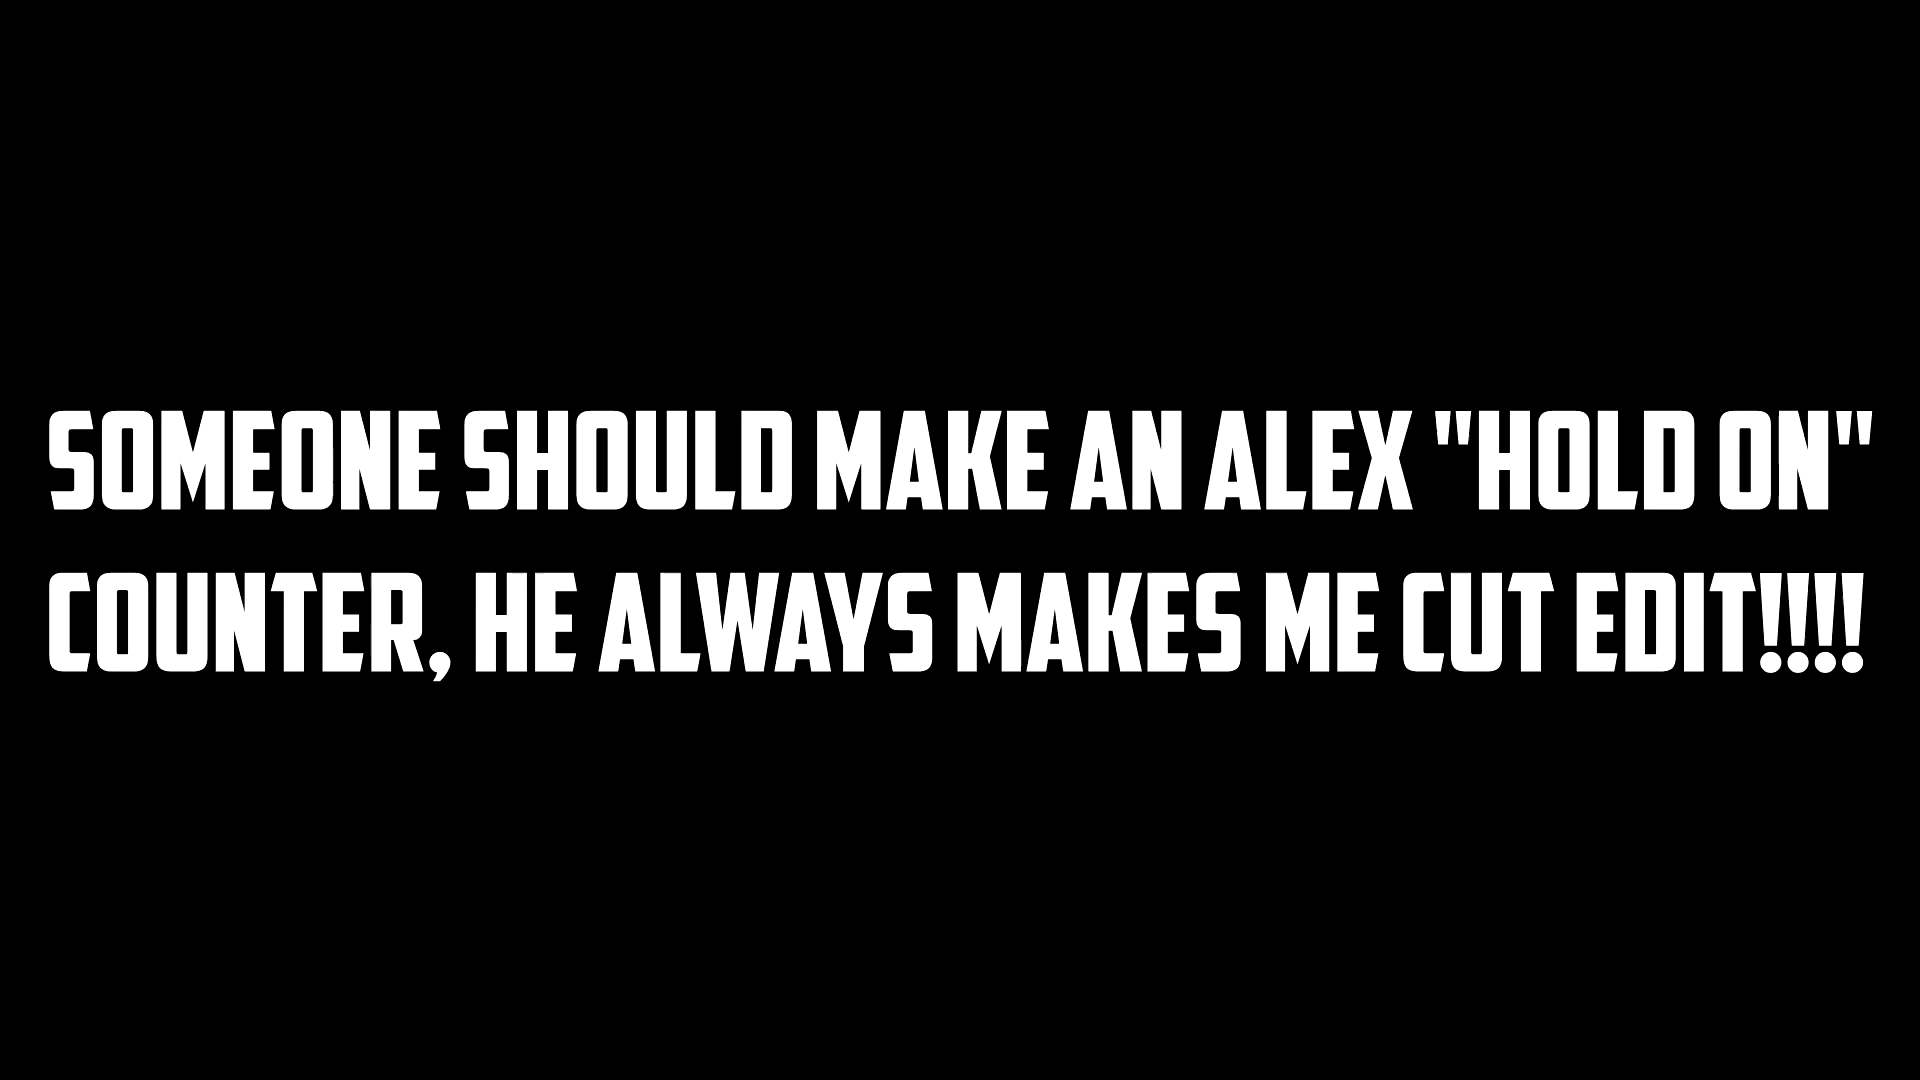 SOMEONE SHOULD MAKE AN ALEX "HOLD ON"
COUNTER, HE ALWAYS MAKES ME CUT EDIT!!!!